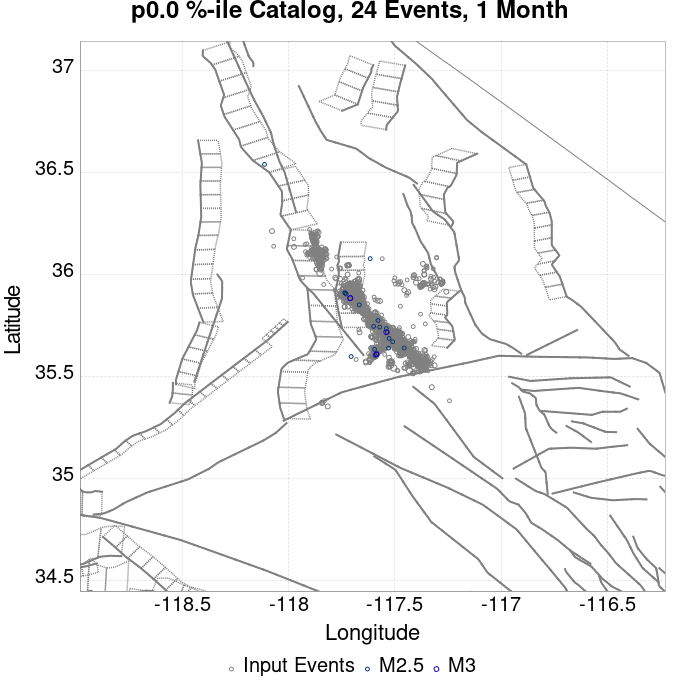 p0.0 %-ile Catalog, 24 Events, 1 Month
37
36.5
36
35.5
35
34.5
Latitude
-118.5 -118 -117.5 -117 -116.5
Longitude
Input Events M2.5 M3